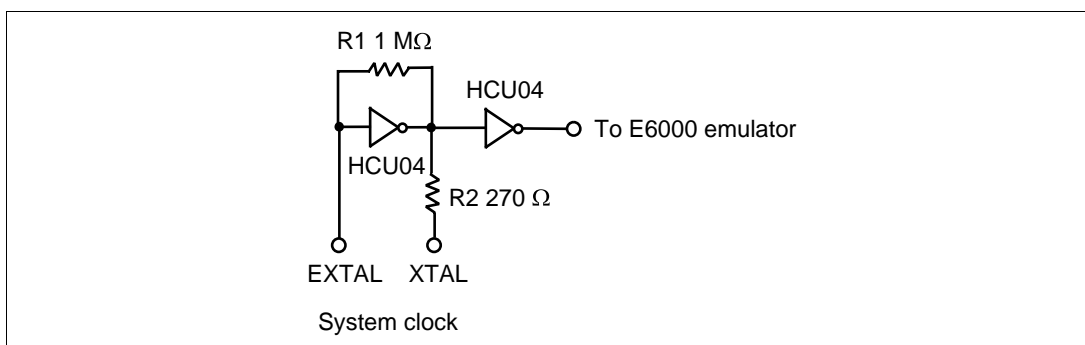 R1 1 MΩ
HCU04
To E6000 emulator
HCU04
R2 270 Ω
EXTAL XTAL
System clock